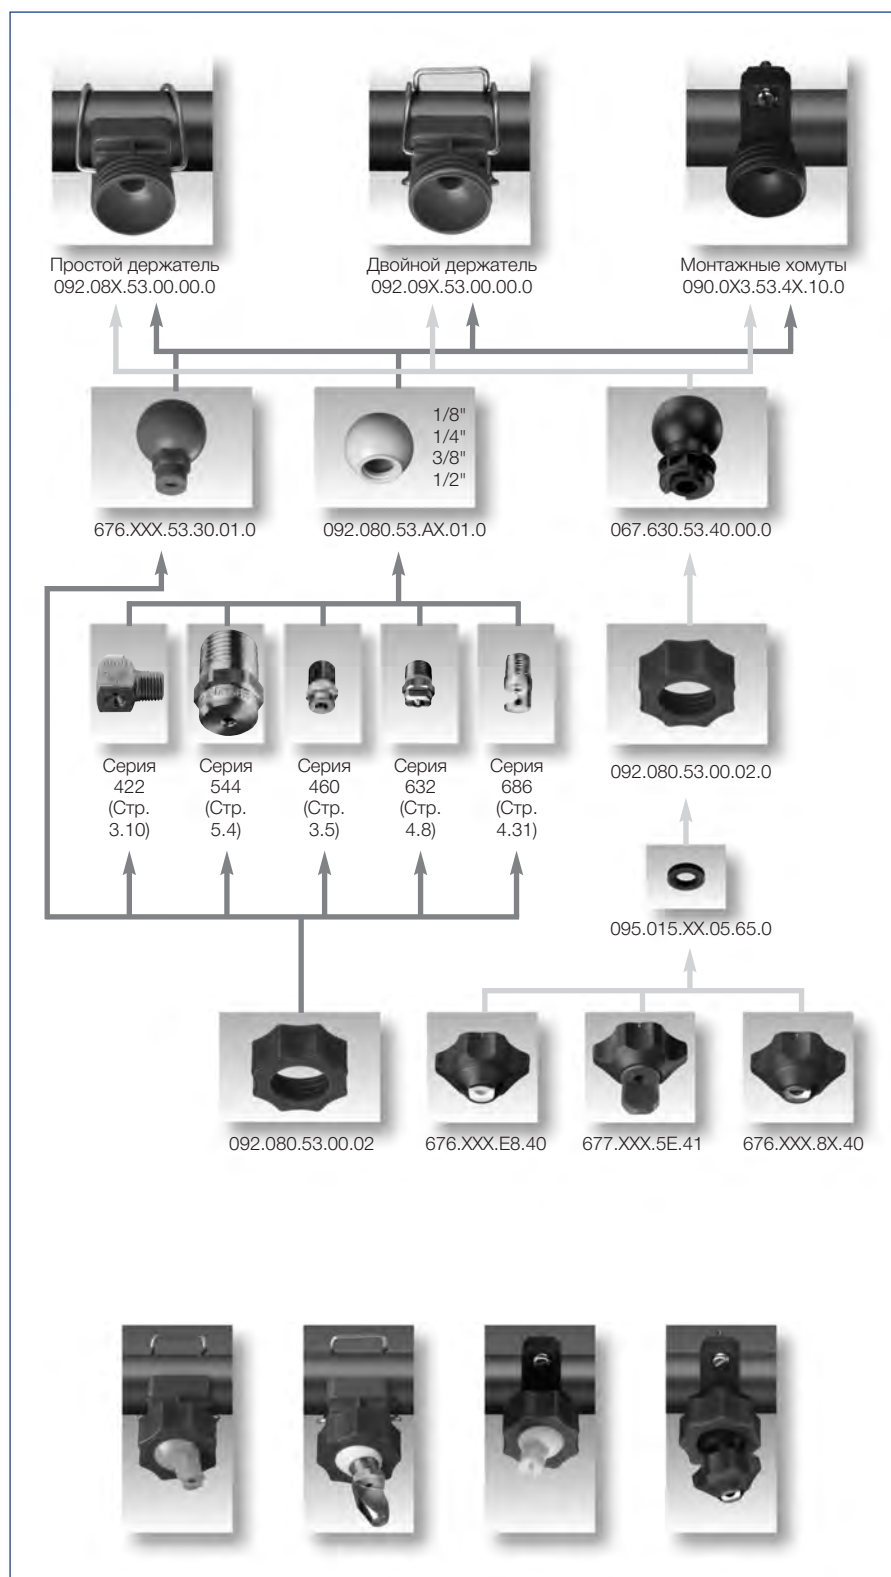 Простой держатель
092.08X.53.00.00.0
Двойной держатель
092.09X.53.00.00.0
Монтажные хомуты
090.0X3.53.4X.10.0
1/8"
1/4"
3/8"
1/2"
676.XXX.53.30.01.0
092.080.53.AX.01.0
067.630.53.40.00.0
Серия
422
(Стр.
3.10)
Серия
544
(Стр.
5.4)
Серия
460
(Стр.
3.5)
Серия
632
(Стр.
4.8)
Серия
686
(Стр.
4.31)
092.080.53.00.02.0
095.015.XX.05.65.0
092.080.53.00.02
676.XXX.E8.40
677.XXX.5E.41
676.XXX.8X.40